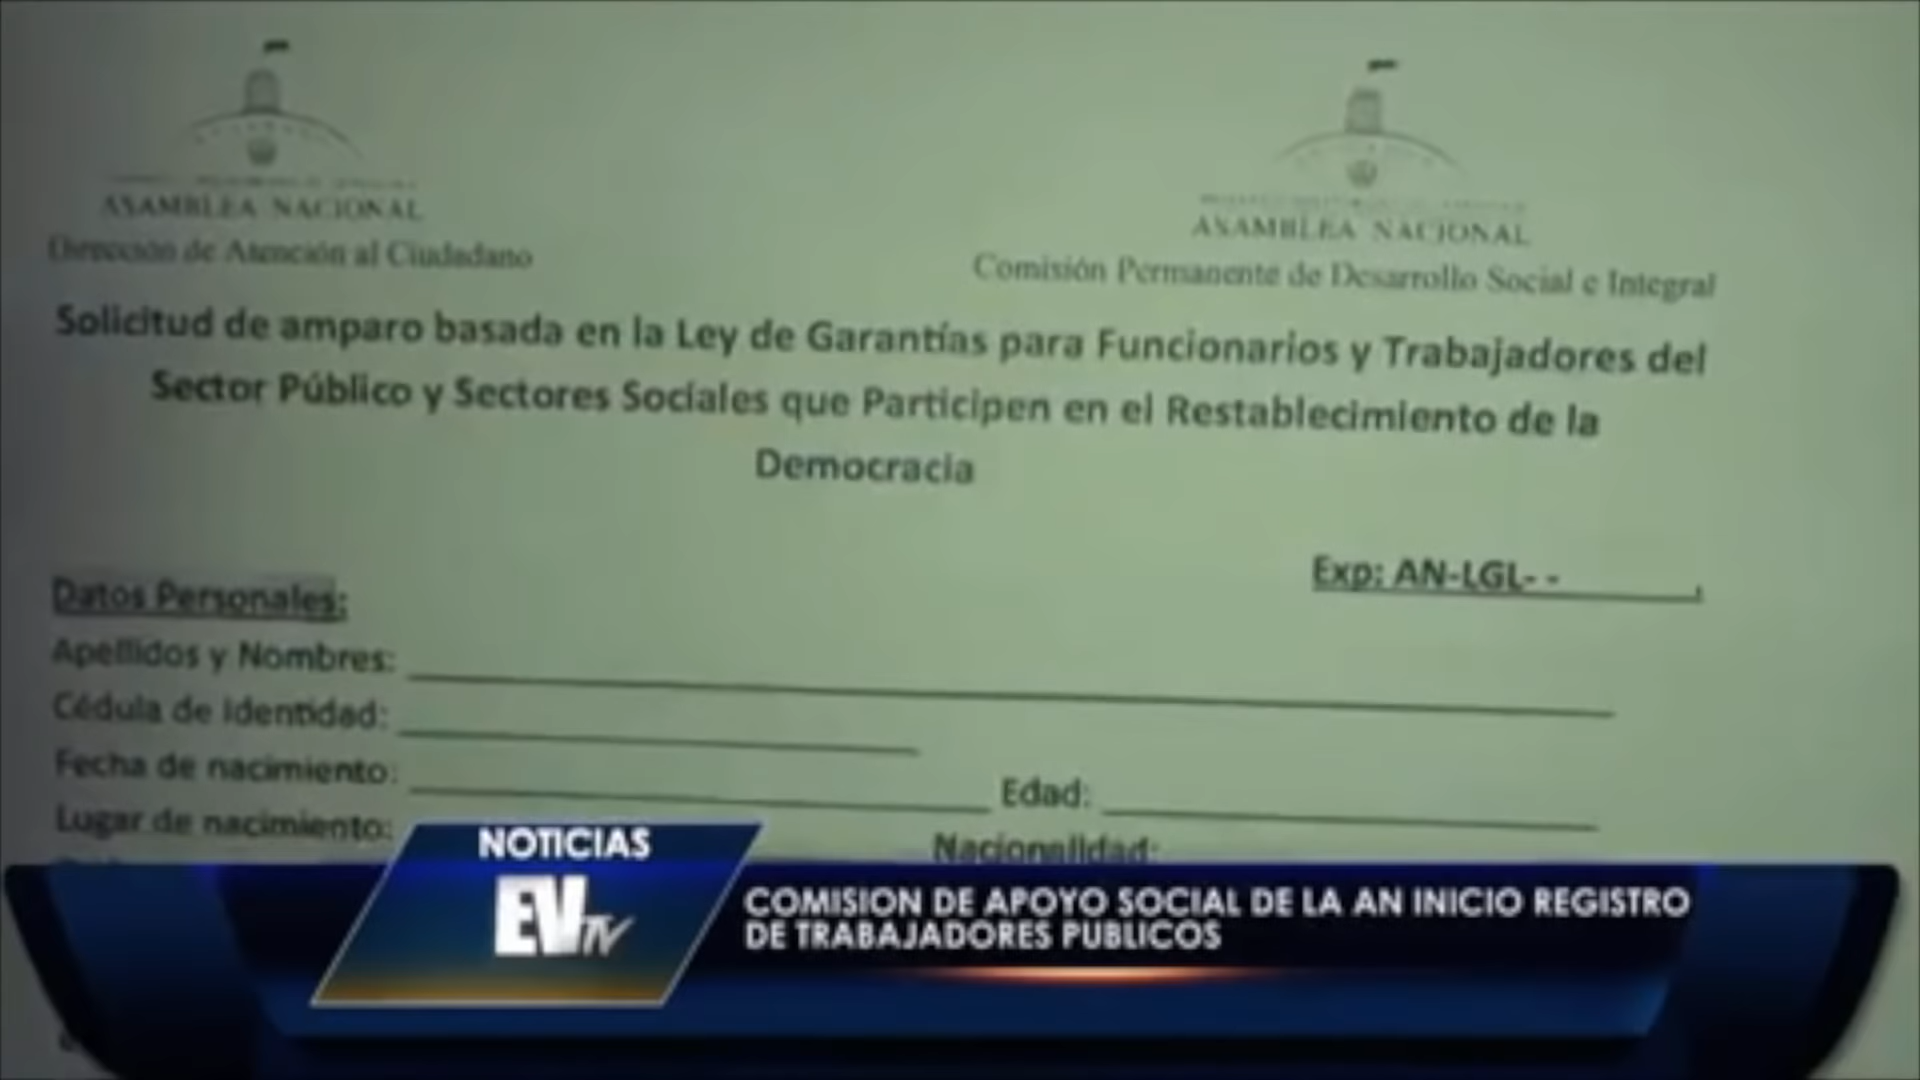 ASAMBLEA NACIONAL
Dirección de Atención al Ciudadano
ASAMBLEA NACIONAL
Comisión Permanente de Desarrollo Social e Integral
Solicitud de amparo basada en la Ley de Garantías para Funcionarios y Trabajadores del
Sector Público y Sectores Sociales que Participen en el Restablecimiento de la
Democracia
Exp: AN-LGL- -
Datos Personales:
Apellidos y Nombres:
Cédula de Identidad:
Fecha de nacimiento:
Edad:
Lugar de nacimiento:
Nacionalidad:
NOTICIAS
EVTV
COMISION DE APOYO SOCIAL DE LA AN INICIO REGISTRO
DE TRABAJADORES PUBLICOS